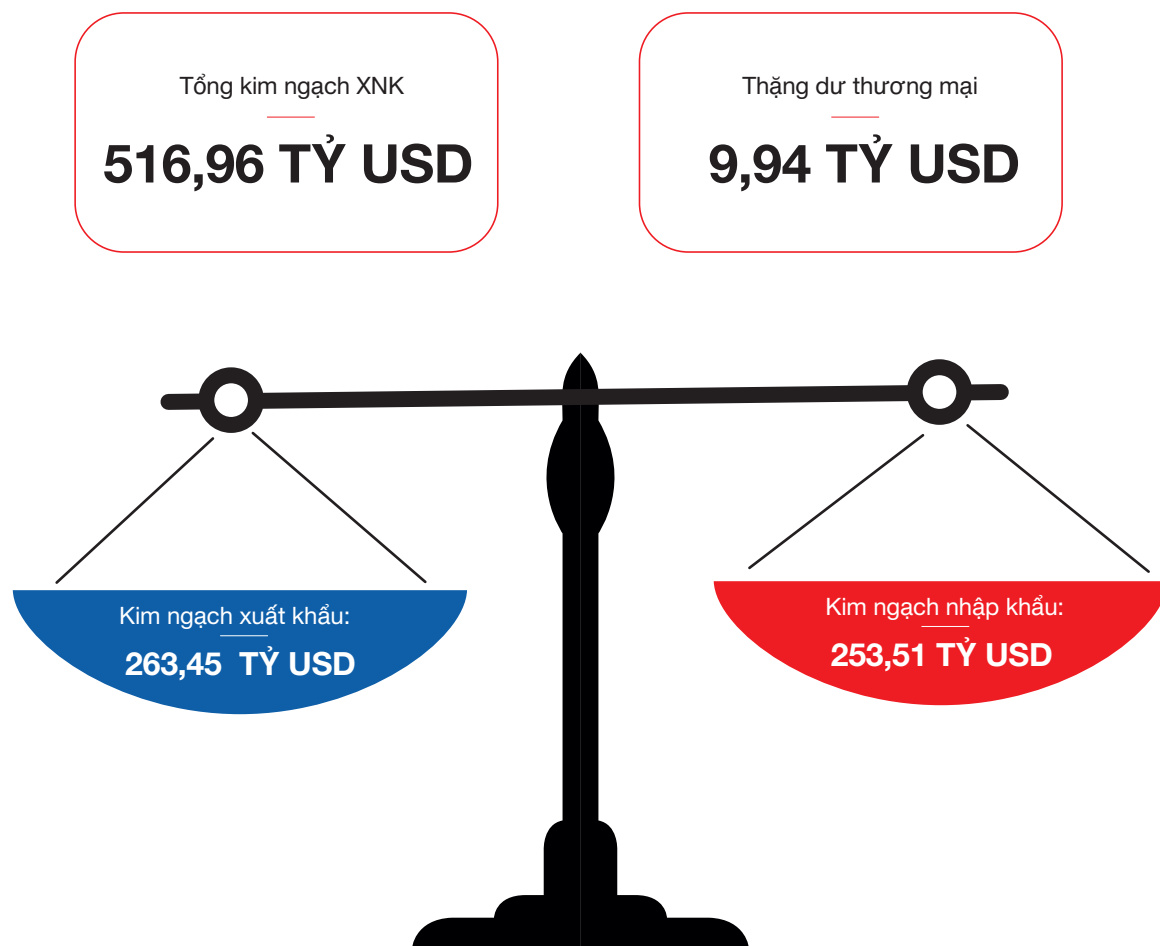 Tổng kim ngạch XNK
516,96 TỶ USD
Thặng dư thương mại
9,94 TỶ USD
Kim ngạch xuất khẩu:
263,45 TỶ USD
Kim ngạch nhập khẩu:
253,51 TỶ USD